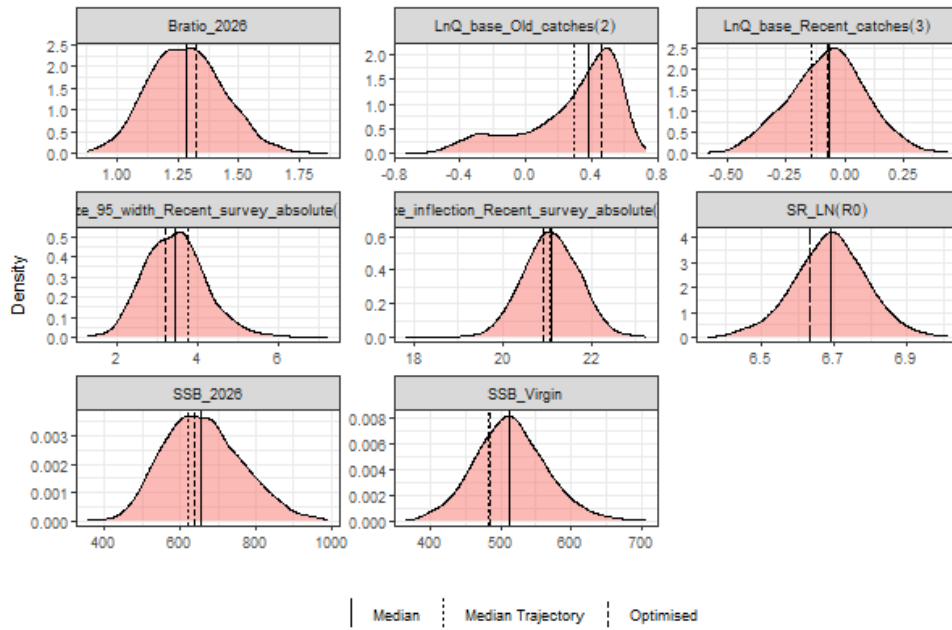 Bratio_2026
LnQ_base_Old_catches(2)
LnQ_base_Recent_catches(3)
2.5
2.0
1.5
1.0
0.5
0.0
1.00 1.25 1.50 1.75
2.0
1.5
1.0
0.5
0.0
-0.8 -0.4 0.0 0.4 0.8
2.5
2.0
1.5
1.0
0.5
0.0
-0.50 -0.25 0.00 0.25
ze_95_width_Recent_survey_absolute(
ce_inflection_Recent_survey_absolute(
SR_LN(R0)
0.5
0.4
0.3
0.2
0.1
0.0
2 4 6
0.6
0.4
0.2
0.0
18 20 22
4
3
2
1
0
6.5 6.7 6.9
Density
SSB_2026
SSB_Virgin
0.003
0.002
0.001
0.000
400 600 800 1000
0.008
0.006
0.004
0.002
0.000
400 500 600 700
Median Median Trajectory Optimised